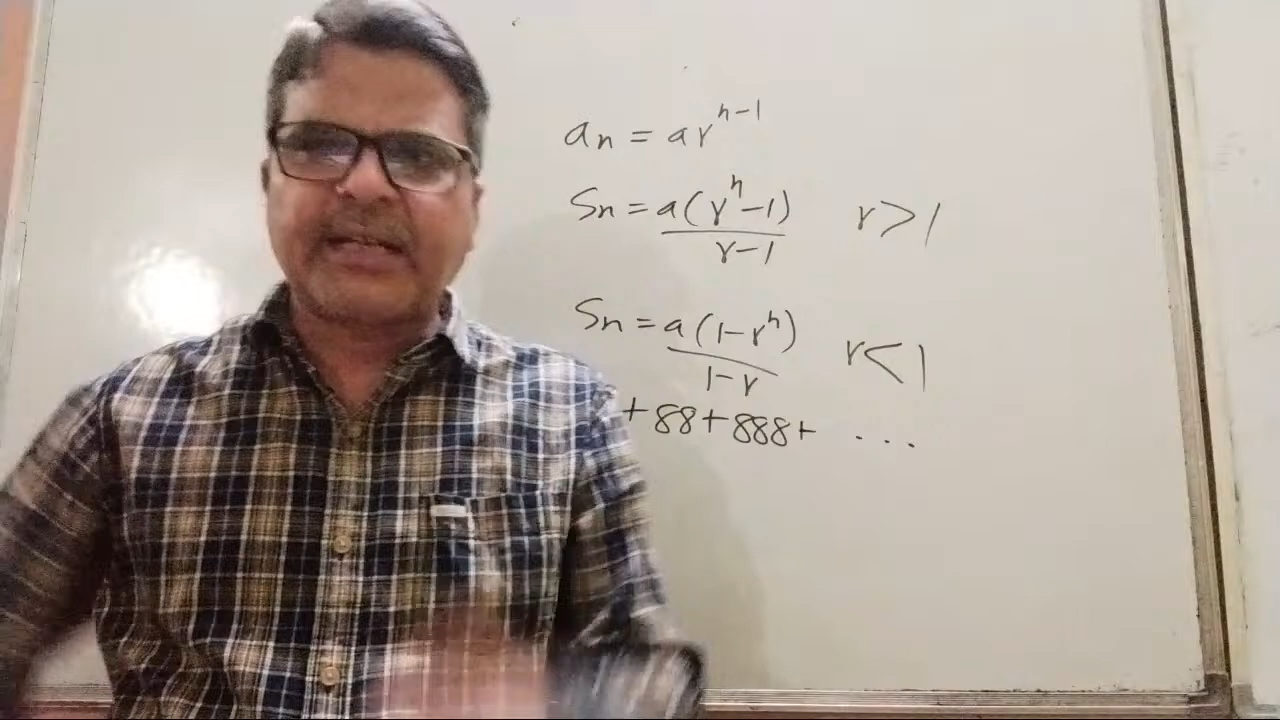 an = ar^(n-1)
Sn = a(r^n-1)/(r-1) r>1
Sn = a(1-r^n)/(1-r) r<1
+88+888+ ...